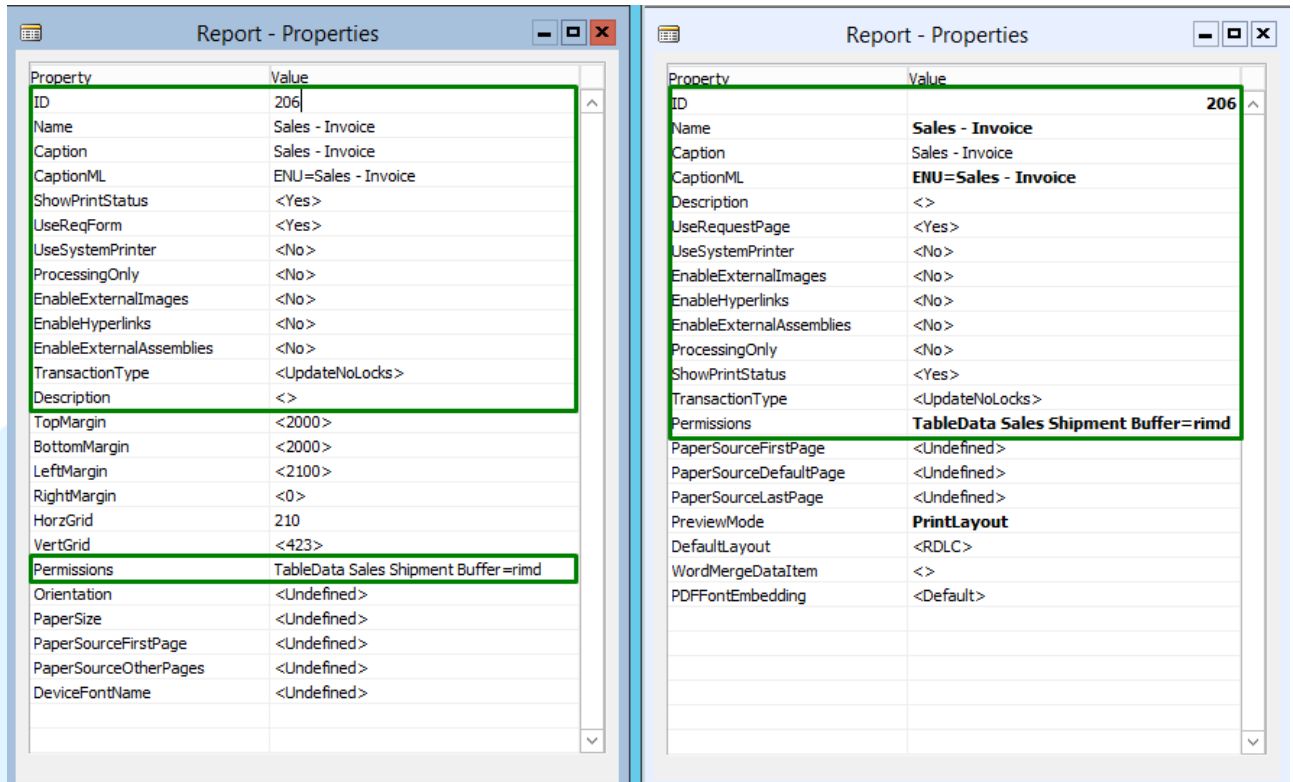 Report - Properties
Property Value
ID 206
Name Sales - Invoice
Caption Sales - Invoice
CaptionML ENU=Sales - Invoice
ShowPrintStatus <Yes>
UseReqForm <Yes>
UseSystemPrinter <No>
ProcessingOnly <No>
EnableExternalImages <No>
EnableHyperlinks <No>
EnableExternalAssemblies <No>
TransactionType <UpdateNoLocks>
Description <>
TopMargin <2000>
BottomMargin <2000>
LeftMargin <2100>
RightMargin <0>
HorzGrid 210
VertGrid <423>
Permissions TableData Sales Shipment Buffer=rimd
Orientation <Undefined>
PaperSize <Undefined>
PaperSourceFirstPage <Undefined>
PaperSourceOtherPages <Undefined>
DeviceFontName <Undefined>
Report - Properties
Property Value
ID 206
Name Sales - Invoice
Caption Sales - Invoice
CaptionML ENU=Sales - Invoice
Description <>
UseRequestPage <Yes>
UseSystemPrinter <No>
EnableExternalImages <No>
EnableHyperlinks <No>
EnableExternalAssemblies <No>
ProcessingOnly <No>
ShowPrintStatus <Yes>
TransactionType <UpdateNoLocks>
Permissions TableData Sales Shipment Buffer=rimd
PaperSourceFirstPage <Undefined>
PaperSourceDefaultPage <Undefined>
PaperSourceLastPage <Undefined>
PreviewMode PrintLayout
DefaultLayout <RDLC>
WordMergeDataItem <>
PDFFontEmbedding <Default>